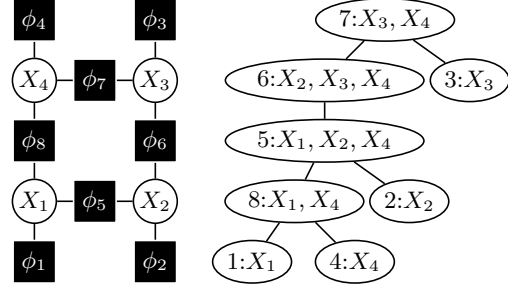 ϕ4 ϕ3
X4 ϕ7 X3
ϕ8 ϕ6
X1 ϕ5 X2
ϕ1 ϕ2
7:X3, X4
6:X2, X3, X4 3:X3
5:X1, X2, X4
8:X1, X4 2:X2
1:X1 4:X4